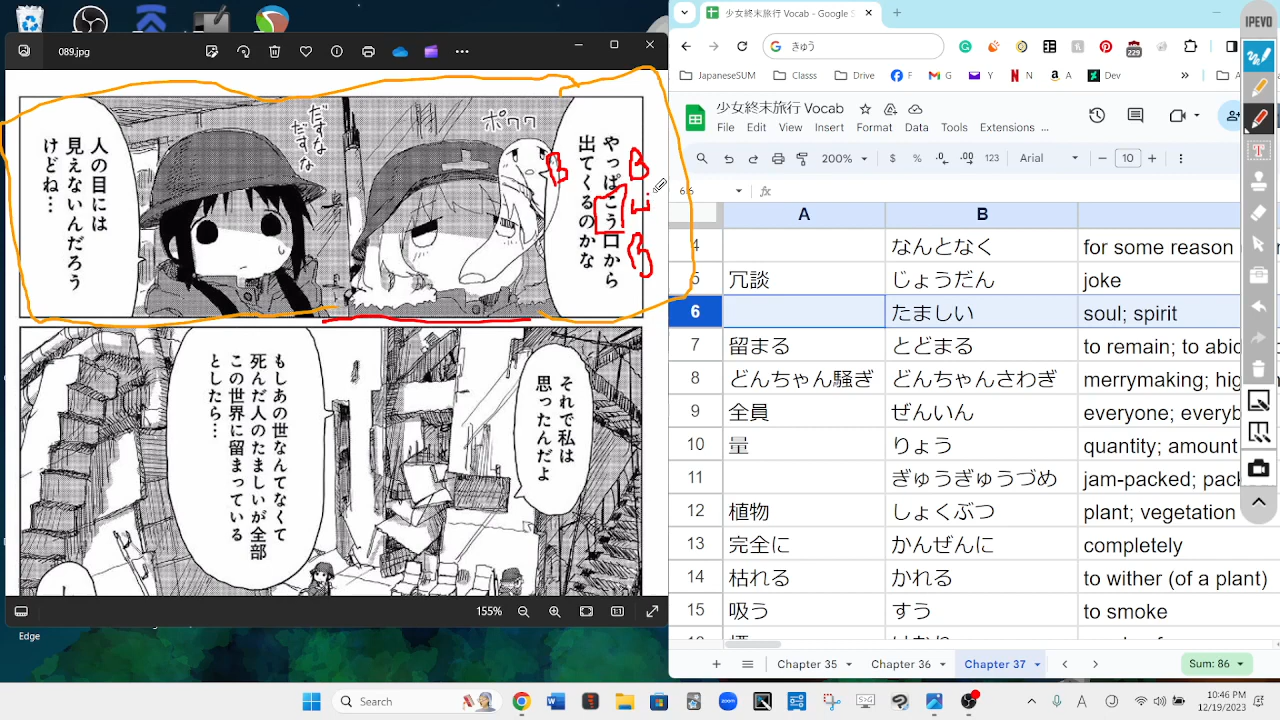 089.jpg
やっぱこう口から
出てくるのかな
ポワワ
だすな
だすな
人の目には
見えないんだろう
けどね…
B
B
B
それで私は
思ったんだよ
もしあの世なんてなくて
死んだ人のたましいが全部
この世界に留まっている
としたら…
155%
Edge
少女終末旅行 Vocab - Google S
きゅう
229
JapaneseSUM
Classs
Drive
F
G
Y
N
A
Dev
少女終末旅行 Vocab
File Edit View Insert Format Data Tools Extensions ...
200% $ % .0 .00 123 Arial 10
fx
A B
4 なんとなく for some reason
5 冗談 じょうだん joke
6 たましい soul; spirit
7 留まる とどまる to remain; to abid
8 どんちゃん騒ぎ どんちゃんさわぎ merrymaking; hig
9 全員 ぜんいん everyone; everyb
10 量 りょう quantity; amount
11 ぎゅうぎゅうづめ jam-packed; pack
12 植物 しょくぶつ plant; vegetation
13 完全に かんぜんに completely
14 枯れる かれる to wither (of a plant)
15 吸う すう to smoke
Chapter 35 Chapter 36 Chapter 37 Sum: 86
IPEVO
Search
10:46 PM
12/19/2023